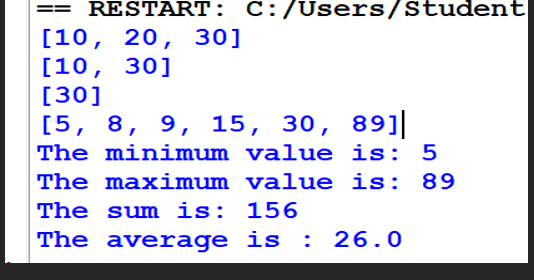 == RESTART: C:/Users/Student
[10, 20, 30]
[10, 30]
[30]
[5, 8, 9, 15, 30, 89]
The minimum value is: 5
The maximum value is: 89
The sum is: 156
The average is : 26.0